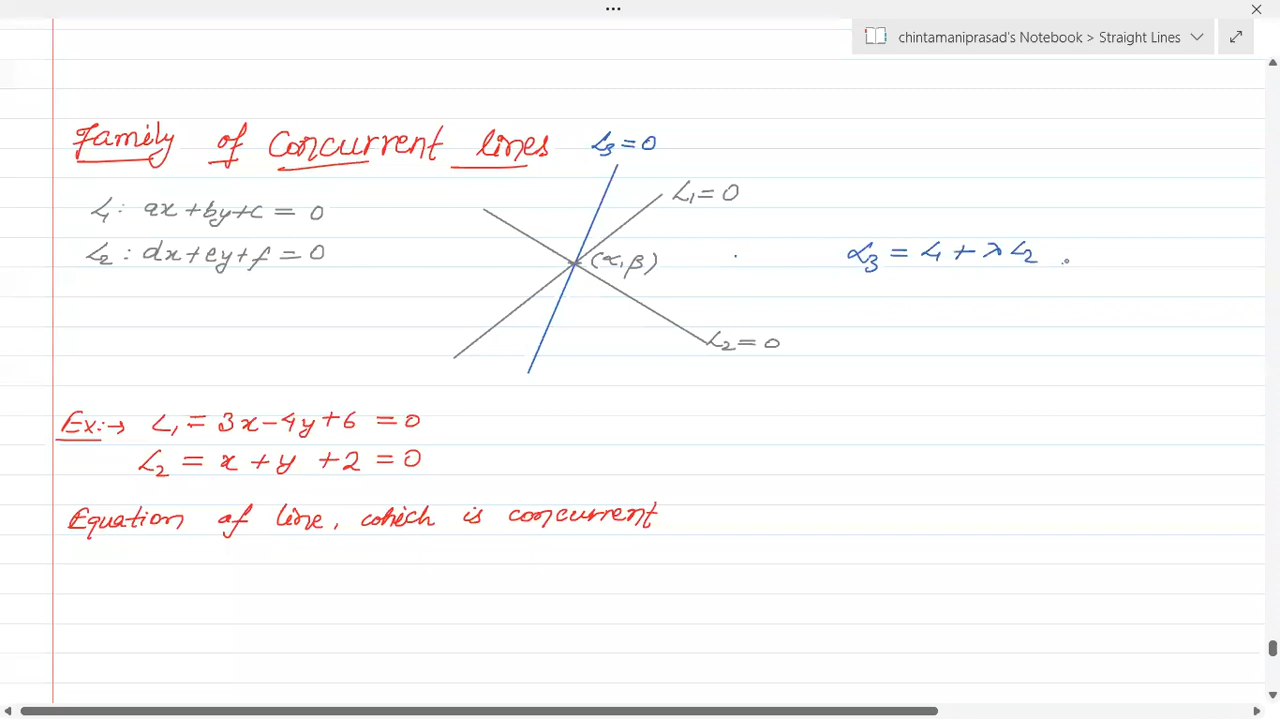 ...
chintamaniprasad's Notebook > Straight Lines
Family of Concurrent lines
L3 = 0
L1: ax + by + c = 0
L2: dx + ey + f = 0
L1 = 0
(α, β)
L2 = 0
L3 = L1 + λ L2
Ex:→ L1 = 3x - 4y + 6 = 0
L2 = x + y + 2 = 0
Equation of line, which is concurrent